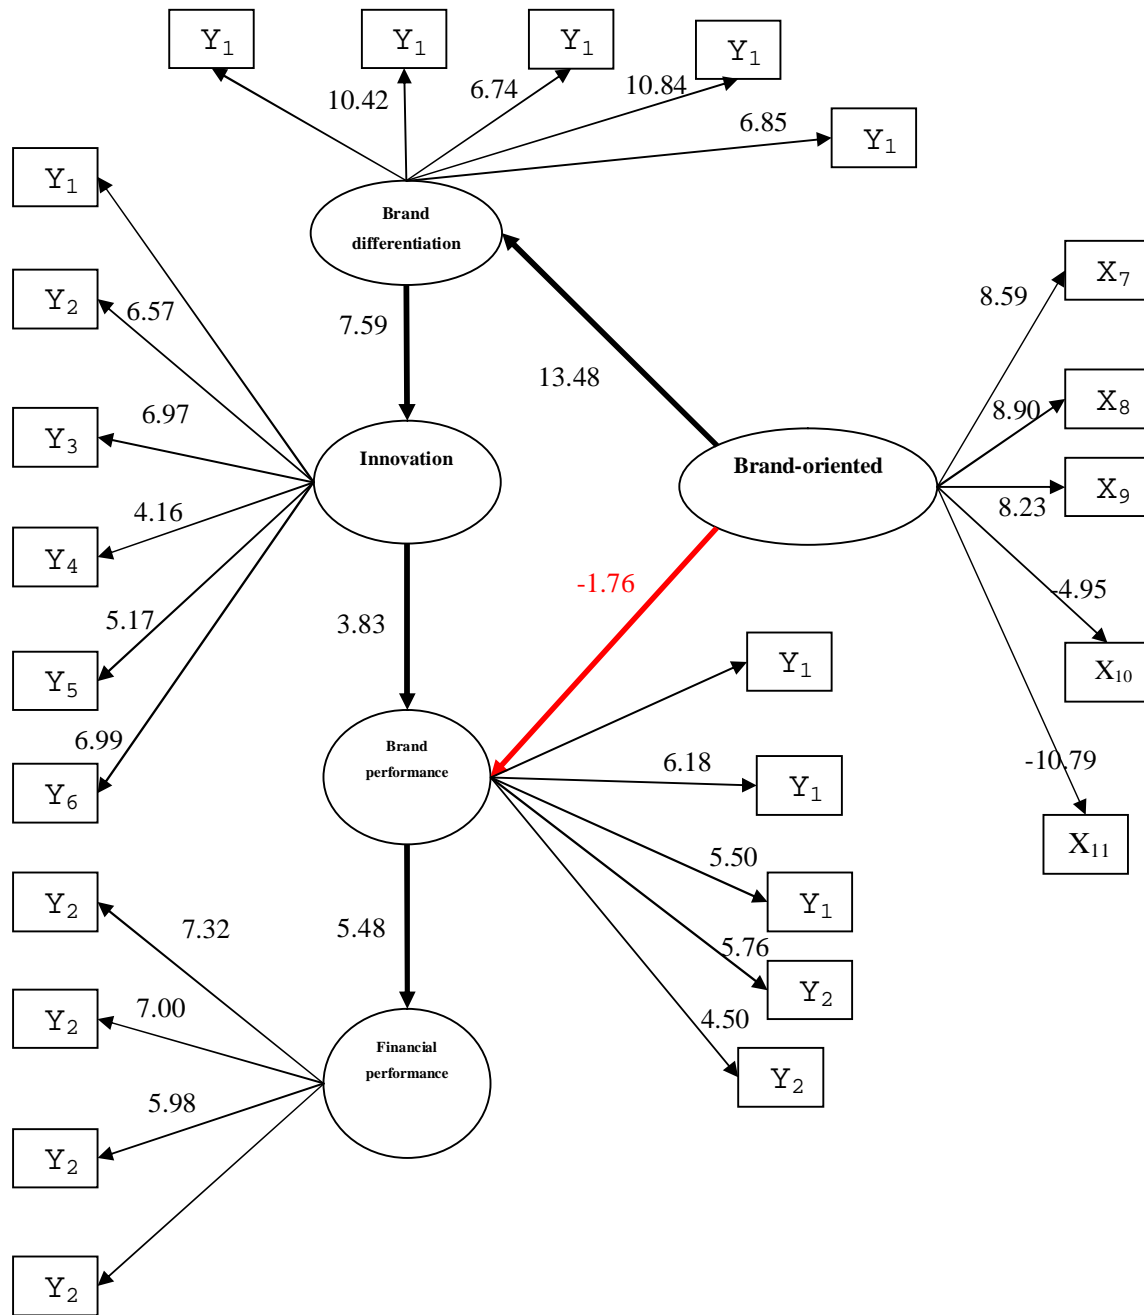 Y1
Y1
Y1
Y1
10.42
6.74
10.84
6.85
Y1
Y1
Brand
differentiation
Y2
6.57
7.59
13.48
8.59
X7
Y3
6.97
Innovation
Brand-oriented
8.90
X8
8.23
X9
Y4
4.16
-1.76
-4.95
X10
Y5
5.17
3.83
Y1
Y6
6.99
Brand
performance
6.18
Y1
-10.79
X11
Y2
7.32
5.48
5.50
Y1
5.76
Y2
Y2
7.00
4.50
Y2
Financial
performance
Y2
5.98
Y2